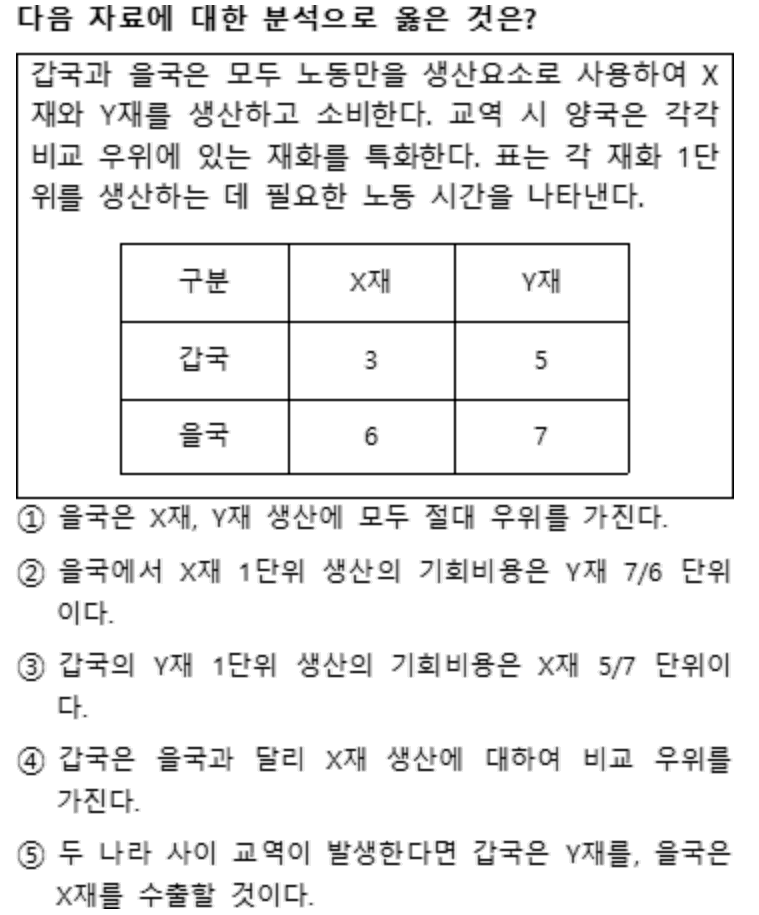 다음 자료에 대한 분석으로 옳은 것은?
갑국과 을국은 모두 노동만을 생산요소로 사용하여 X
재와 Y재를 생산하고 소비한다. 교역 시 양국은 각각
비교 우위에 있는 재화를 특화한다. 표는 각 재화 1단
위를 생산하는 데 필요한 노동 시간을 나타낸다.
구분 X재 Y재
갑국 3 5
을국 6 7
① 을국은 X재, Y재 생산에 모두 절대 우위를 가진다.
② 을국에서 X재 1단위 생산의 기회비용은 Y재 7/6 단위
이다.
③ 갑국의 Y재 1단위 생산의 기회비용은 X재 5/7 단위이
다.
④ 갑국은 을국과 달리 X재 생산에 대하여 비교 우위를
가진다.
⑤ 두 나라 사이 교역이 발생한다면 갑국은 Y재를, 을국은
X재를 수출할 것이다.